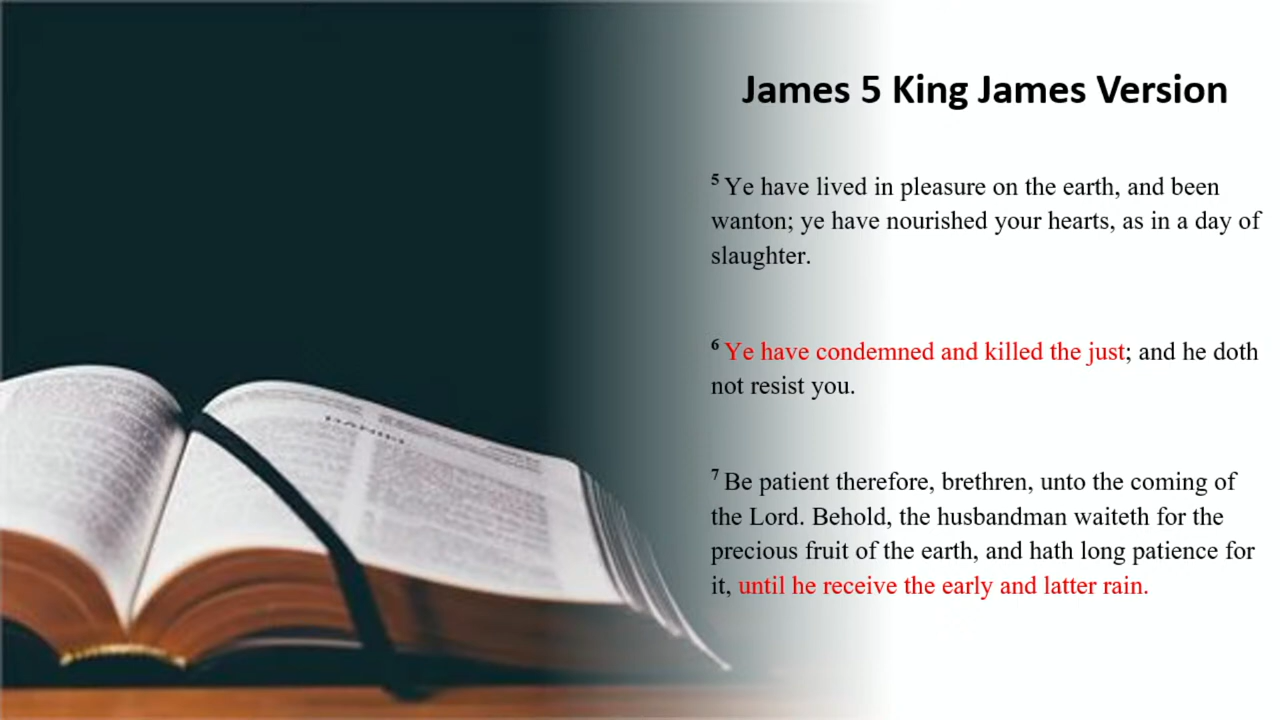 James 5 King James Version
5 Ye have lived in pleasure on the earth, and been
wanton; ye have nourished your hearts, as in a day of
slaughter.
6 Ye have condemned and killed the just; and he doth
not resist you.
7 Be patient therefore, brethren, unto the coming of
the Lord. Behold, the husbandman waiteth for the
precious fruit of the earth, and hath long patience for
it, until he receive the early and latter rain.
DANIEL